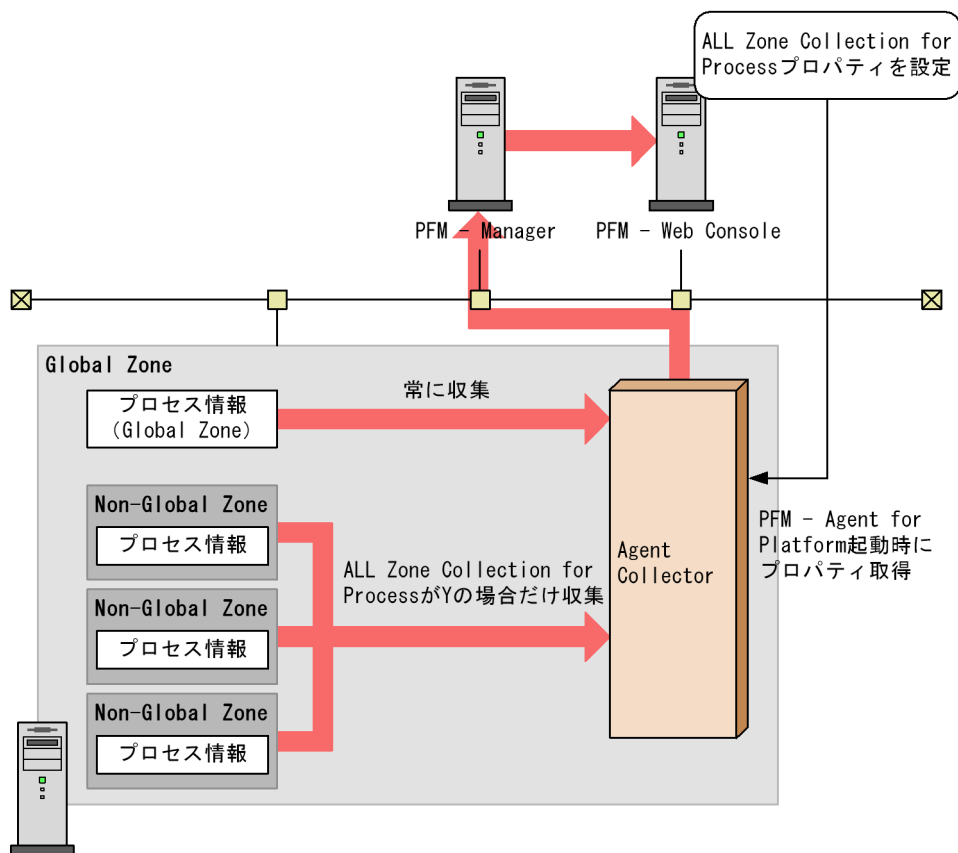 ALL Zone Collection for
Processプロパティを設定
PFM - Manager
PFM - Web Console
Global Zone
プロセス情報
(Global Zone)
常に収集
Non-Global Zone
プロセス情報
Non-Global Zone
プロセス情報
Non-Global Zone
プロセス情報
ALL Zone Collection for
ProcessがYの場合だけ収集
Agent
Collector
PFM - Agent for
Platform起動時に
プロパティ取得